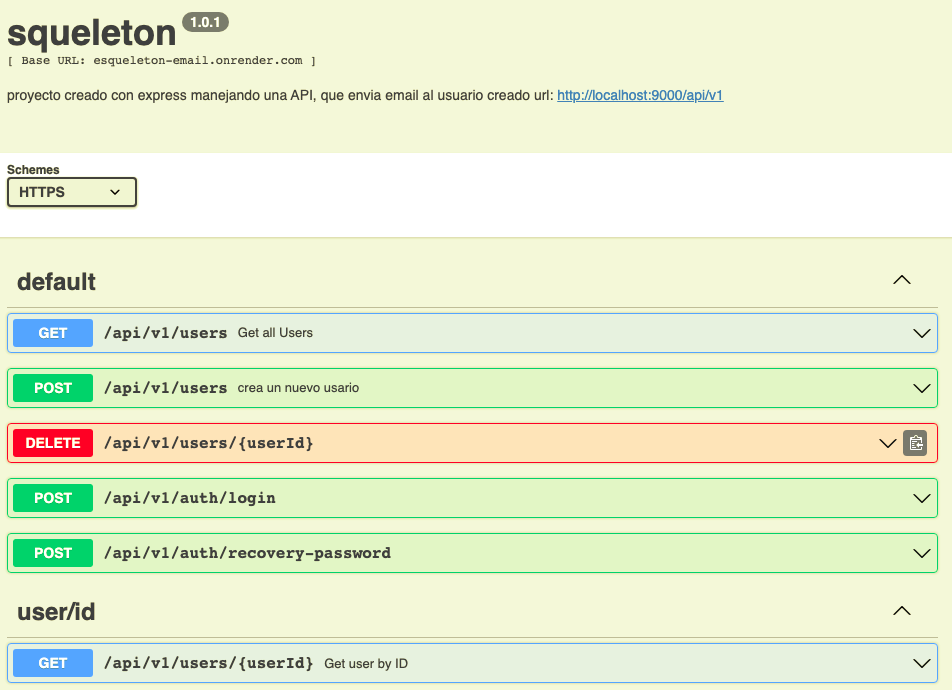 squeleton 1.0.1
[ Base URL: esqueleton-email.onrender.com ]
proyecto creado con express manejando una API, que envia email al usuario creado url: http://localhost:9000/api/v1
Schemes
HTTPS
default
GET /api/v1/users Get all Users
POST /api/v1/users crea un nuevo usario
DELETE /api/v1/users/{userId}
POST /api/v1/auth/login
POST /api/v1/auth/recovery-password
user/id
GET /api/v1/users/{userId} Get user by ID